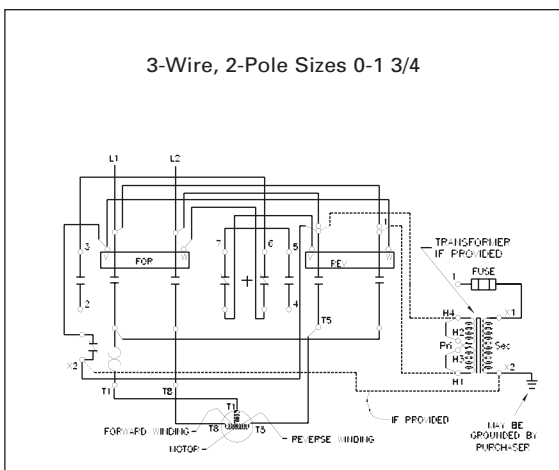 3-Wire, 2-Pole Sizes 0-1 3/4
L1 L2
3 7 6 5 1
V W V W
FOR REV
2 4
TRANSFORMER
IF PROVIDED
1 FUSE
H4 X1
H2
Pri Sec
H3
H1 X2
T5
X2
T1 T8
T1
T8 T5
FORWARD WINDING
REVERSE WINDING
MOTOR
IF PROVIDED
MAY BE
GROUNDED BY
PURCHASER